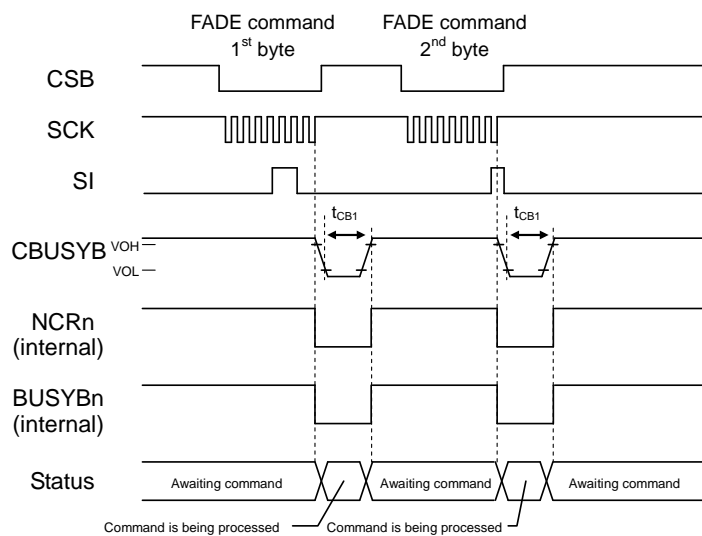 FADE command
1st byte
FADE command
2nd byte
CSB
SCK
SI
tCB1
tCB1
CBUSYB
VOH
VOL
NCRn
(internal)
BUSYBn
(internal)
Status
Awaiting command
Awaiting command
Awaiting command
Command is being processed
Command is being processed